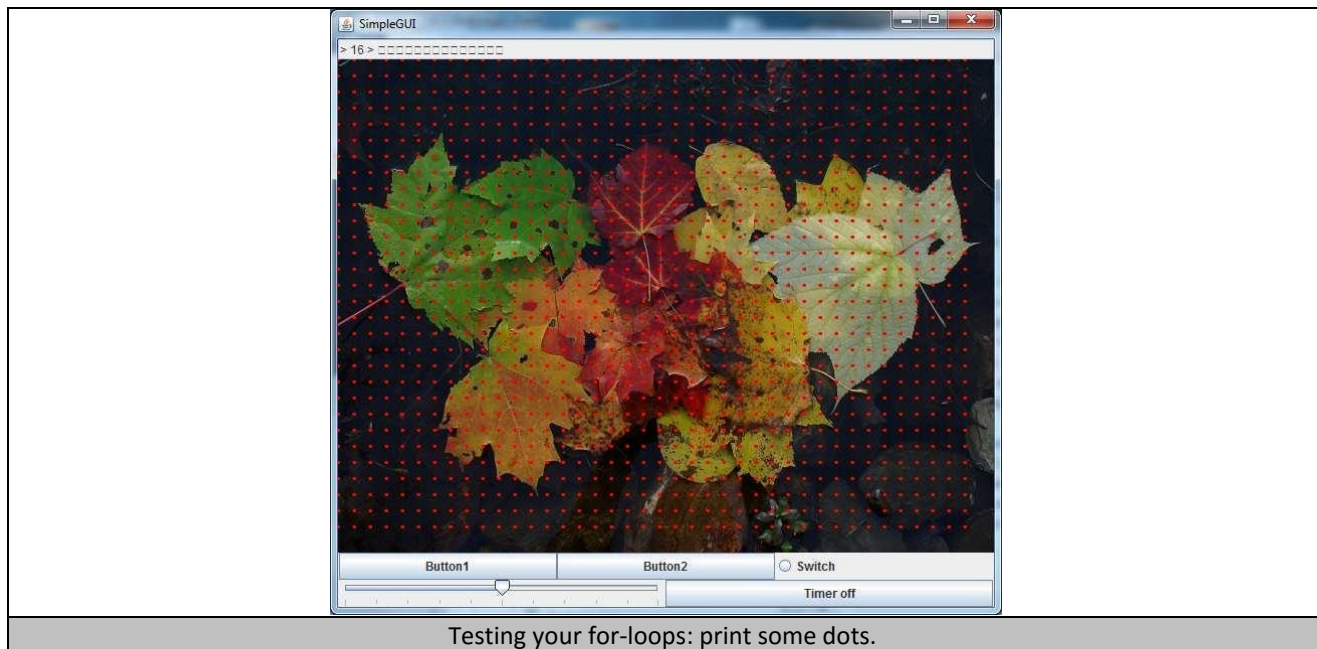 SimpleGUI
> 16 > □□□□□□□□□□□□□□
Button1
Button2
Switch
Timer off
Testing your for-loops: print some dots.